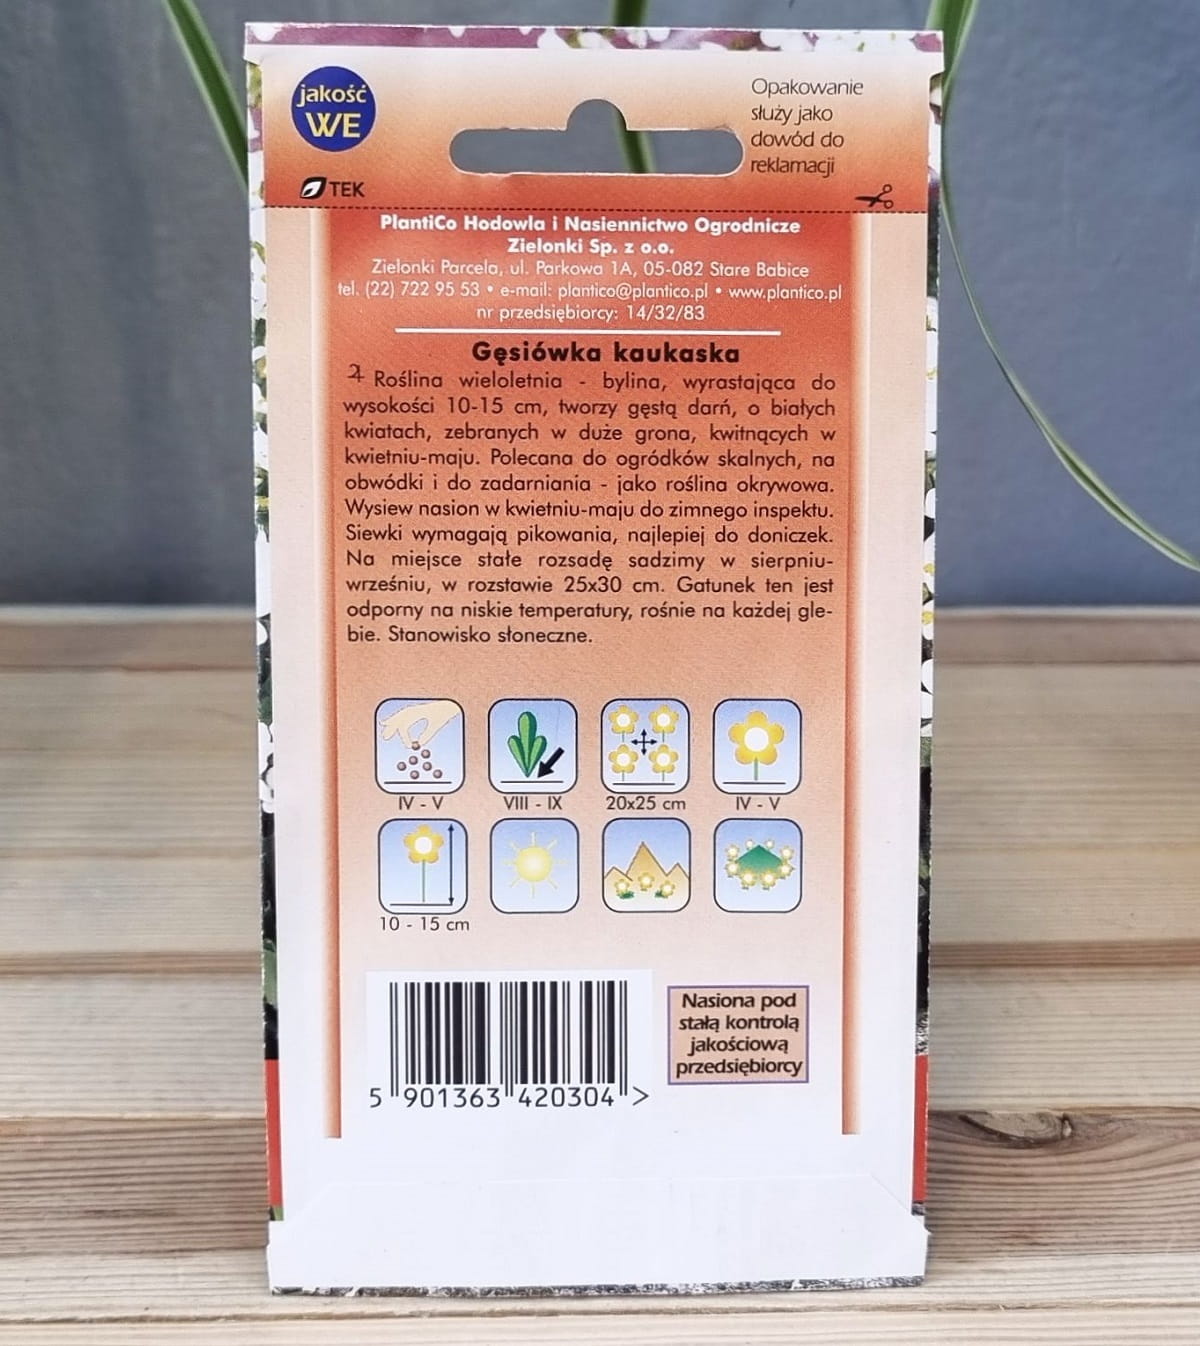 jakość
WE
TEK
Opakowanie
służy jako
dowód do
reklamacji
PlantiCo Hodowla i Nasiennictwo Ogrodnicze
Zielonki Sp. z o.o.
Zielonki Parcela, ul. Parkowa 1A, 05-082 Stare Babice
tel. (22) 722 95 53 • e-mail: plantico@plantico.pl • www.plantico.pl
nr przedsiębiorcy: 14/32/83
Gęsiówka kaukaska
♃ Roślina wieloletnia - bylina, wyrastająca do
wysokości 10-15 cm, tworzy gęstą darń, o białych
kwiatach, zebranych w duże grona, kwitnących w
kwietniu-maju. Polecana do ogródków skalnych, na
obwódki i do zadarniania - jako roślina okrywowa.
Wysiew nasion w kwietniu-maju do zimnego inspektu.
Siewki wymagają pikowania, najlepiej do doniczek.
Na miejsce stałe rozsadę sadzimy w sierpniu-
wrześniu, w rozstawie 25x30 cm. Gatunek ten jest
odporny na niskie temperatury, rośnie na każdej gle-
bie. Stanowisko słoneczne.
IV - V
VIII - IX
20x25 cm
IV - V
10 - 15 cm
5 901363 420304 >
Nasiona pod
stałą kontrolą
jakościową
przedsiębiorcy